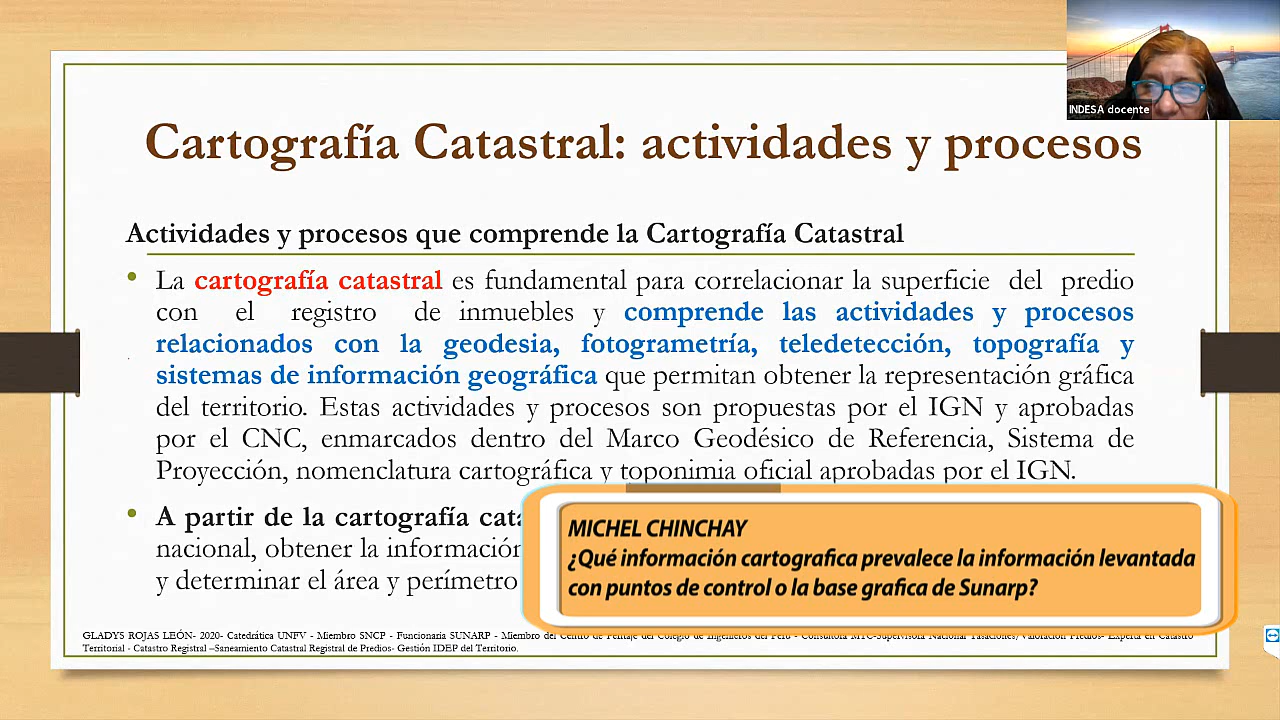 INDESA docente
Cartografía Catastral: actividades y procesos
Actividades y procesos que comprende la Cartografía Catastral
• La cartografía catastral es fundamental para correlacionar la superficie del predio
con el registro de inmuebles y comprende las actividades y procesos
relacionados con la geodesia, fotogrametría, teledetección, topografía y
sistemas de información geográfica que permitan obtener la representación gráfica
del territorio. Estas actividades y procesos son propuestas por el IGN y aprobadas
por el CNC, enmarcados dentro del Marco Geodésico de Referencia, Sistema de
Proyección, nomenclatura cartográfica y toponimia oficial aprobadas por el IGN.
• A partir de la cartografía cata
nacional, obtener la información
y determinar el área y perímetro
MICHEL CHINCHAY
¿Qué información cartografica prevalece la información levantada
con puntos de control o la base grafica de Sunarp?
GLADYS ROJAS LEÓN- 2020- Catedrática UNFV - Miembro SNCP - Funcionaria SUNARP - Miembro del Centro de Peritaje del Colegio de Ingenieros del Perú - Consultora MTC-Supervisora Nacional Tasaciones/Valoración Predios- Experta en Catastro
Territorial - Catastro Registral –Saneamiento Catastral Registral de Predios- Gestión IDEP del Territorio.